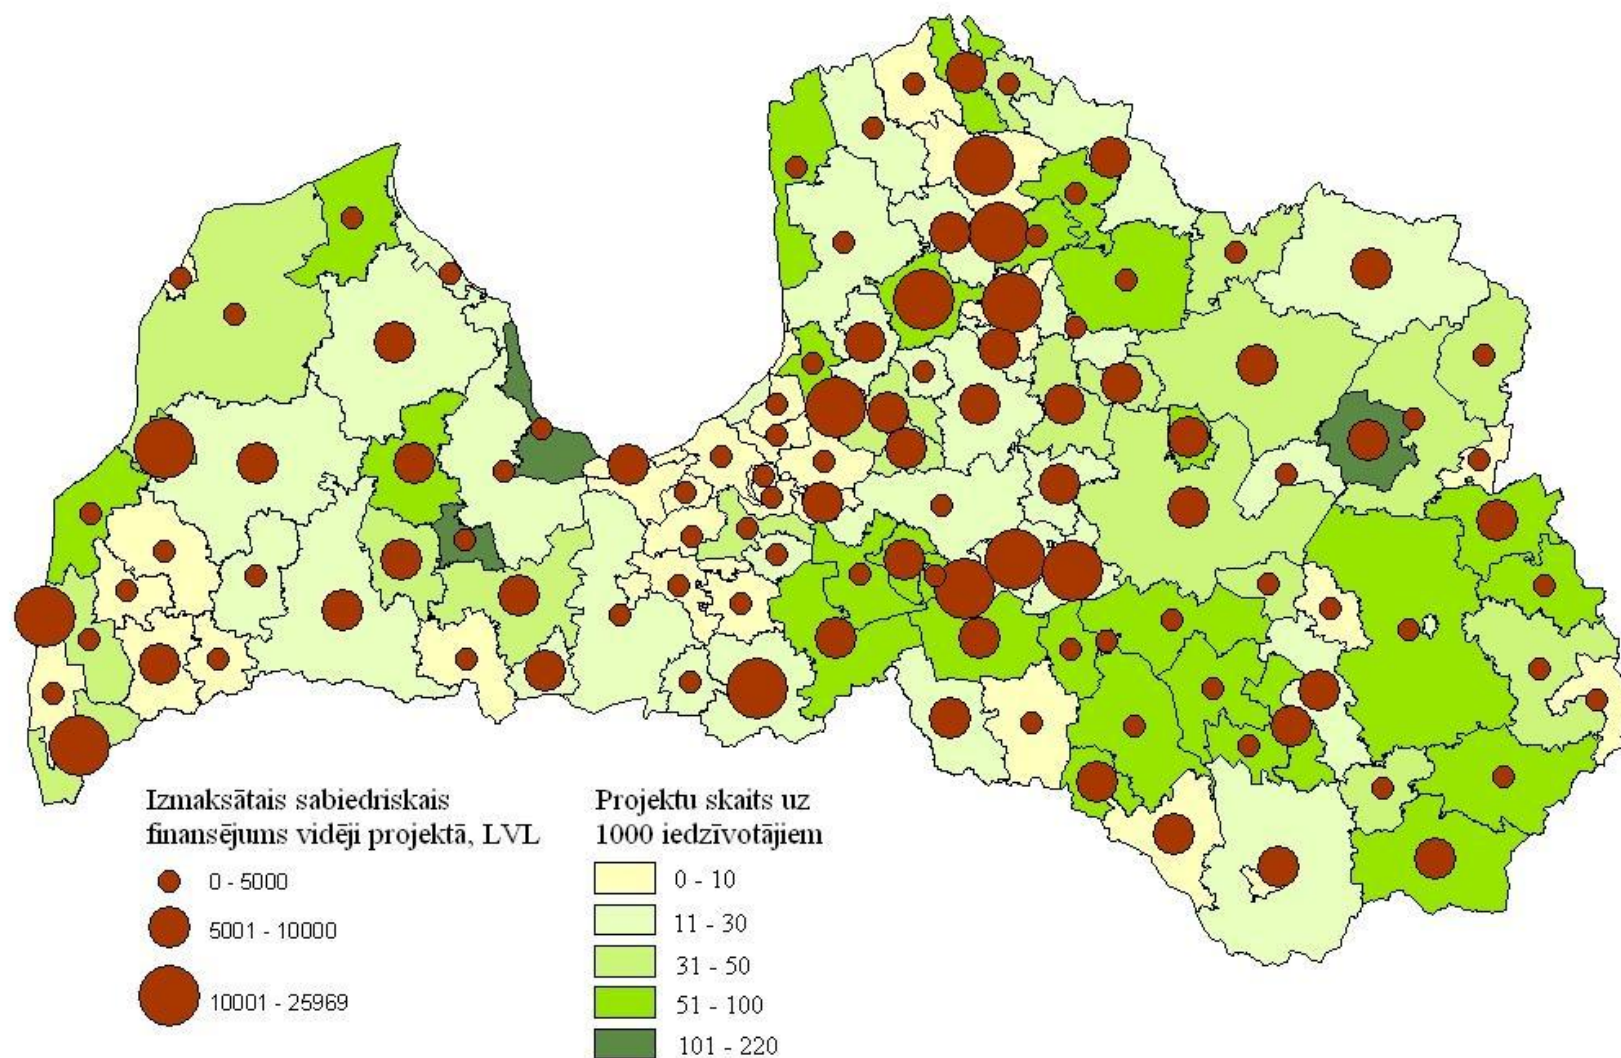 Izmaksātais sabiedriskais
finansējums vidēji projektā, LVL
0 - 5000
5001 - 10000
10001 - 25969
Projektu skaits uz
1000 iedzīvotājiem
0 - 10
11 - 30
31 - 50
51 - 100
101 - 220